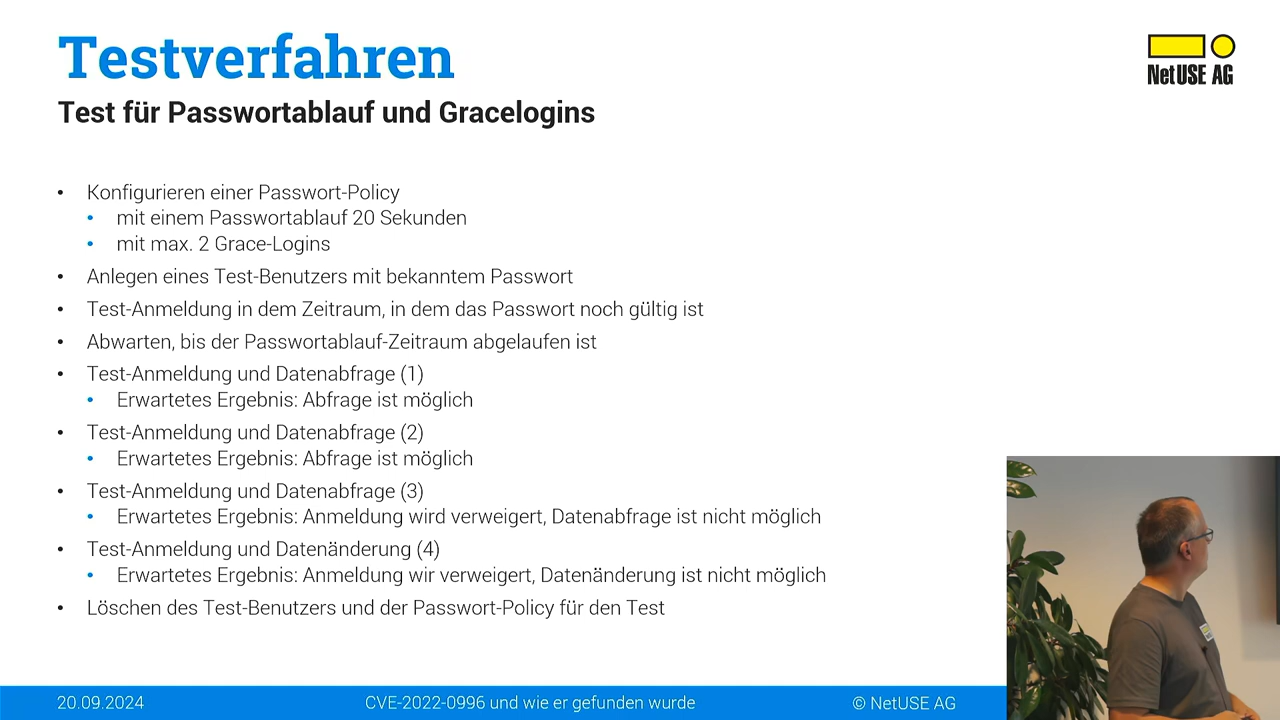 Testverfahren
NetUSE AG
Test für Passwortablauf und Gracelogins
• Konfigurieren einer Passwort-Policy
• mit einem Passwortablauf 20 Sekunden
• mit max. 2 Grace-Logins
• Anlegen eines Test-Benutzers mit bekanntem Passwort
• Test-Anmeldung in dem Zeitraum, in dem das Passwort noch gültig ist
• Abwarten, bis der Passwortablauf-Zeitraum abgelaufen ist
• Test-Anmeldung und Datenabfrage (1)
• Erwartetes Ergebnis: Abfrage ist möglich
• Test-Anmeldung und Datenabfrage (2)
• Erwartetes Ergebnis: Abfrage ist möglich
• Test-Anmeldung und Datenabfrage (3)
• Erwartetes Ergebnis: Anmeldung wird verweigert, Datenabfrage ist nicht möglich
• Test-Anmeldung und Datenänderung (4)
• Erwartetes Ergebnis: Anmeldung wir verweigert, Datenänderung ist nicht möglich
• Löschen des Test-Benutzers und der Passwort-Policy für den Test
20.09.2024
CVE-2022-0996 und wie er gefunden wurde
© NetUSE AG